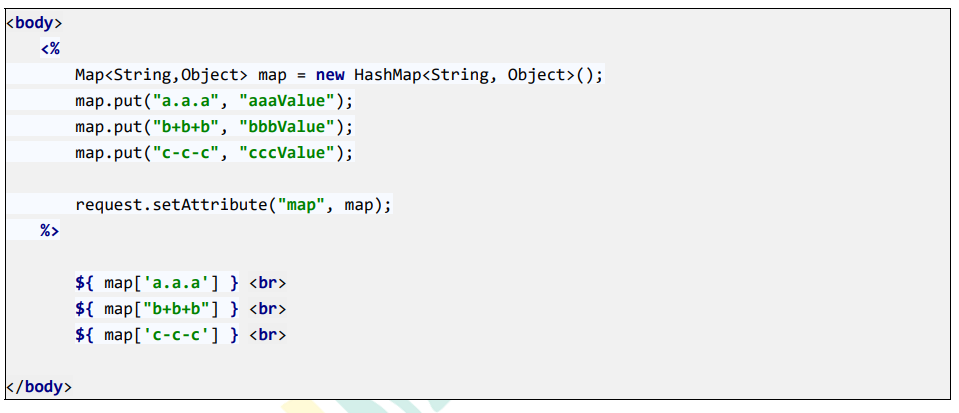 <body>
<%
Map<String,Object> map = new HashMap<String, Object>();
map.put("a.a.a", "aaaValue");
map.put("b+b+b", "bbbValue");
map.put("c-c-c", "cccValue");
request.setAttribute("map", map);
%>
${ map['a.a.a'] } <br>
${ map["b+b+b"] } <br>
${ map['c-c-c'] } <br>
</body>